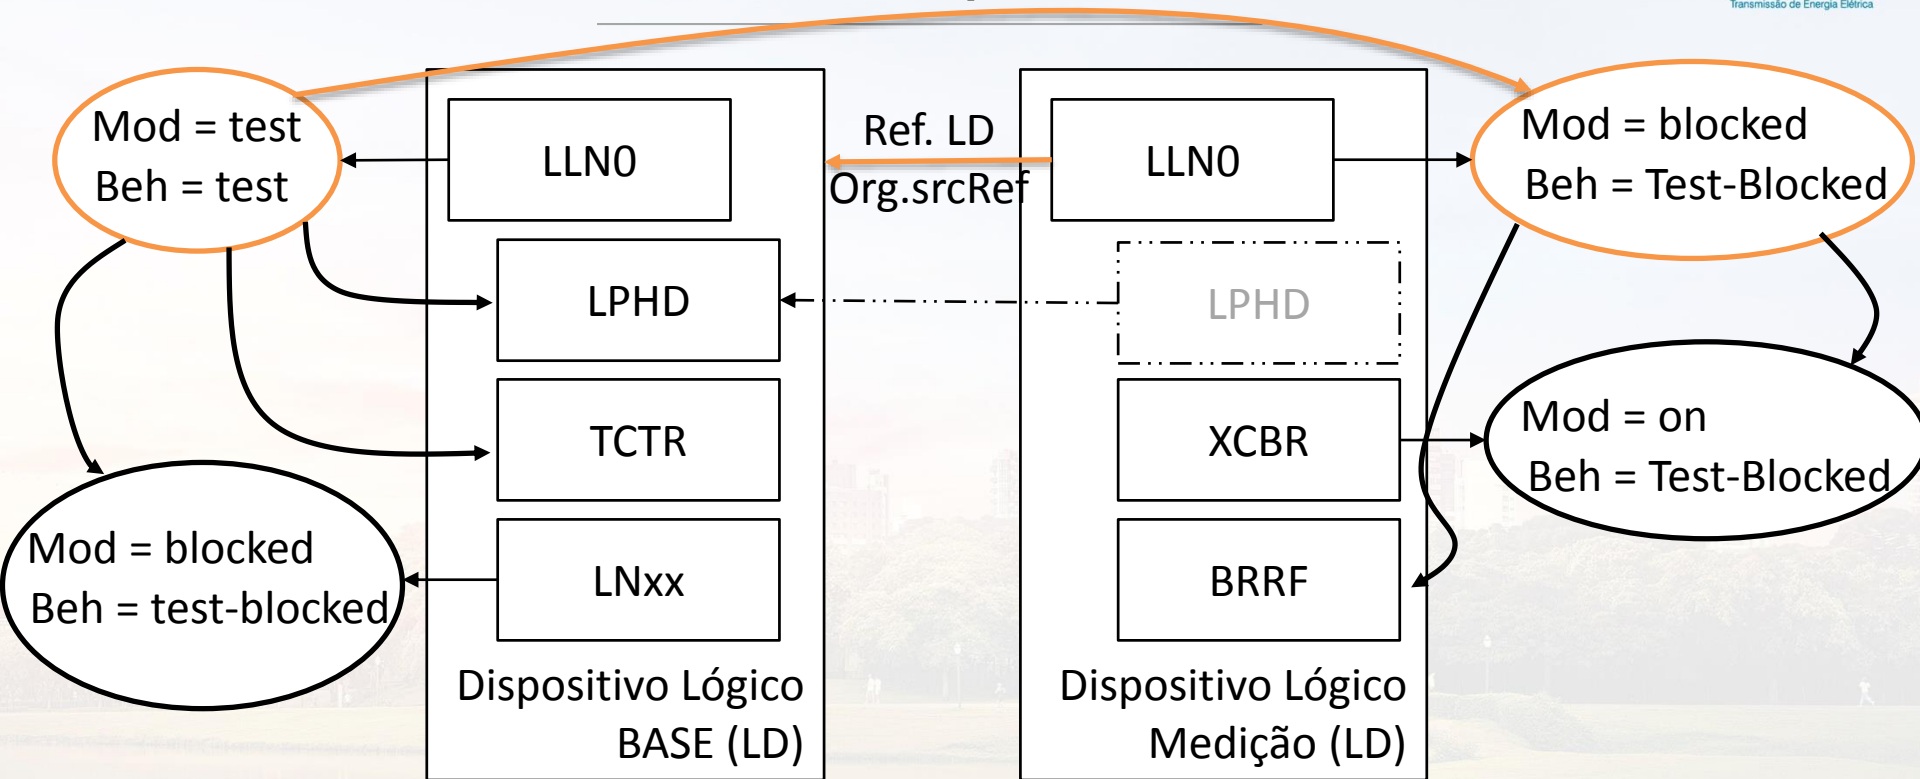 Transmissão de Energia Elétrica
Mod = test
Beh = test
LLN0
Ref. LD
Org.srcRef
LLN0
Mod = blocked
Beh = Test-Blocked
LPHD
LPHD
TCTR
XCBR
Mod = on
Beh = Test-Blocked
Mod = blocked
Beh = test-blocked
LNxx
BRRF
Dispositivo Lógico
BASE (LD)
Dispositivo Lógico
Medição (LD)